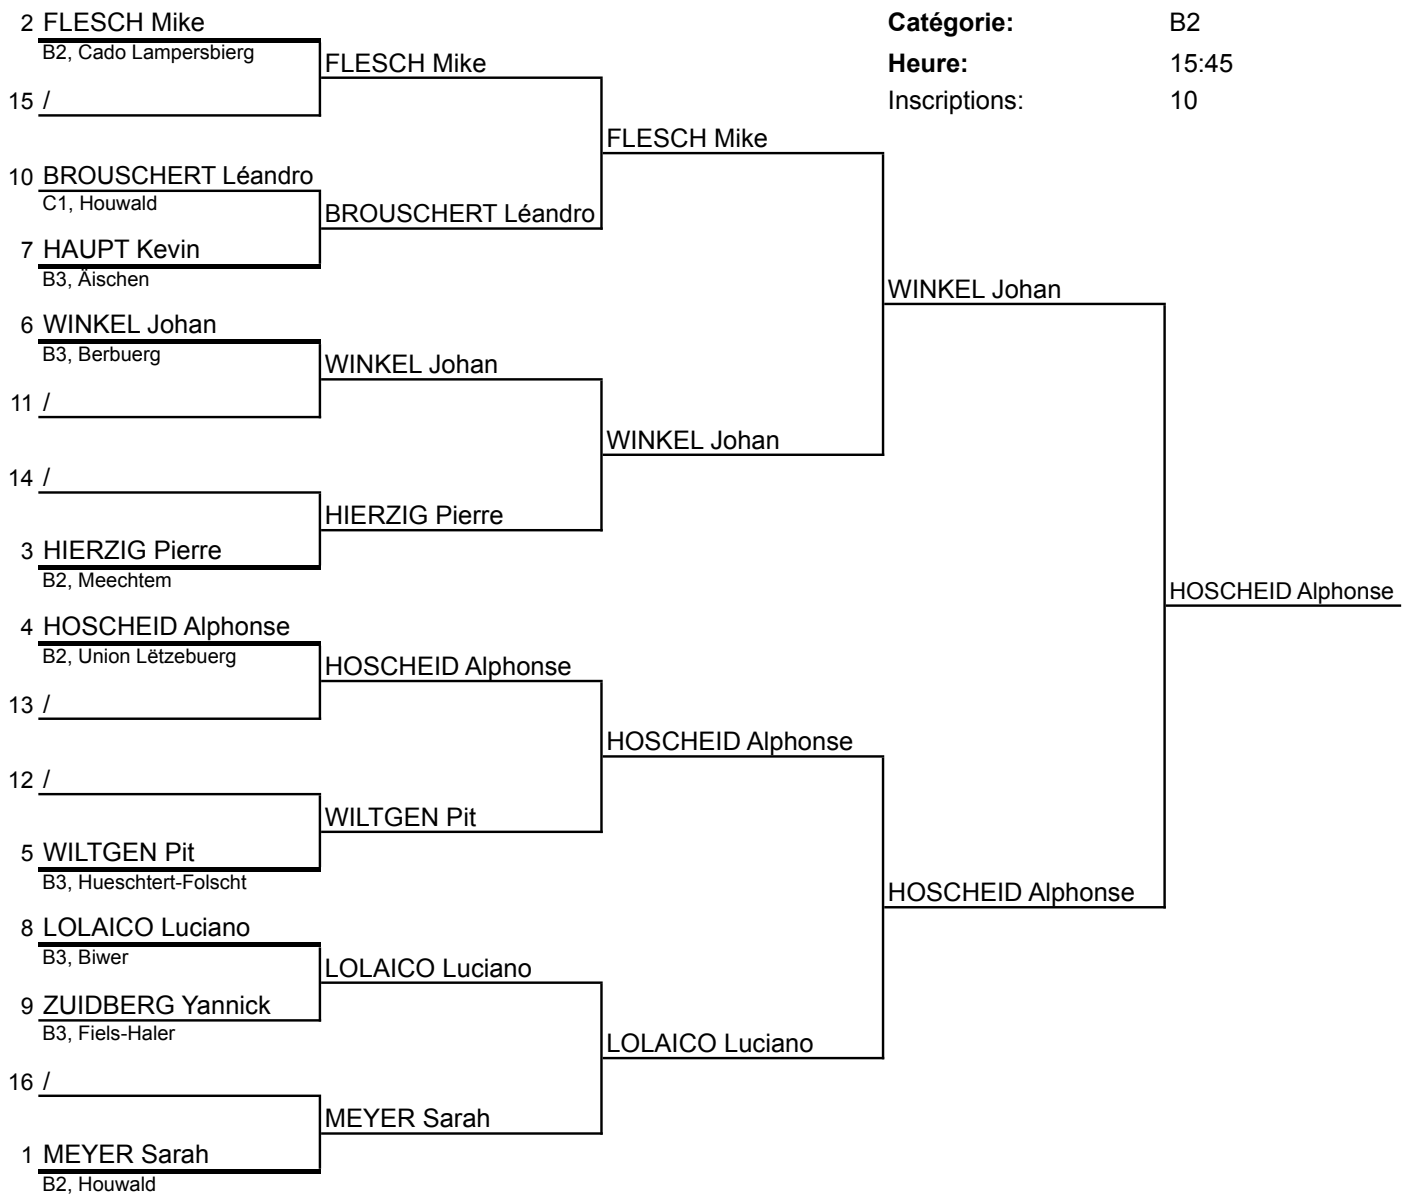 2 FLESCH Mike
B2, Cado Lampersbierg
15 /
10 BROUSCHERT Léandro
C1, Houwald
7 HAUPT Kevin
B3, Äischen
6 WINKEL Johan
B3, Berbuerg
11 /
14 /
3 HIERZIG Pierre
B2, Meechtem
4 HOSCHEID Alphonse
B2, Union Lëtzebuerg
13 /
12 /
5 WILTGEN Pit
B3, Hueschtert-Folscht
8 LOLAICO Luciano
B3, Biwer
9 ZUIDBERG Yannick
B3, Fiels-Haler
16 /
1 MEYER Sarah
B2, Houwald
FLESCH Mike
BROUSCHERT Léandro
WINKEL Johan
HIERZIG Pierre
HOSCHEID Alphonse
WILTGEN Pit
LOLAICO Luciano
MEYER Sarah
FLESCH Mike
WINKEL Johan
HOSCHEID Alphonse
LOLAICO Luciano
WINKEL Johan
HOSCHEID Alphonse
HOSCHEID Alphonse
Catégorie: B2
Heure: 15:45
Inscriptions: 10